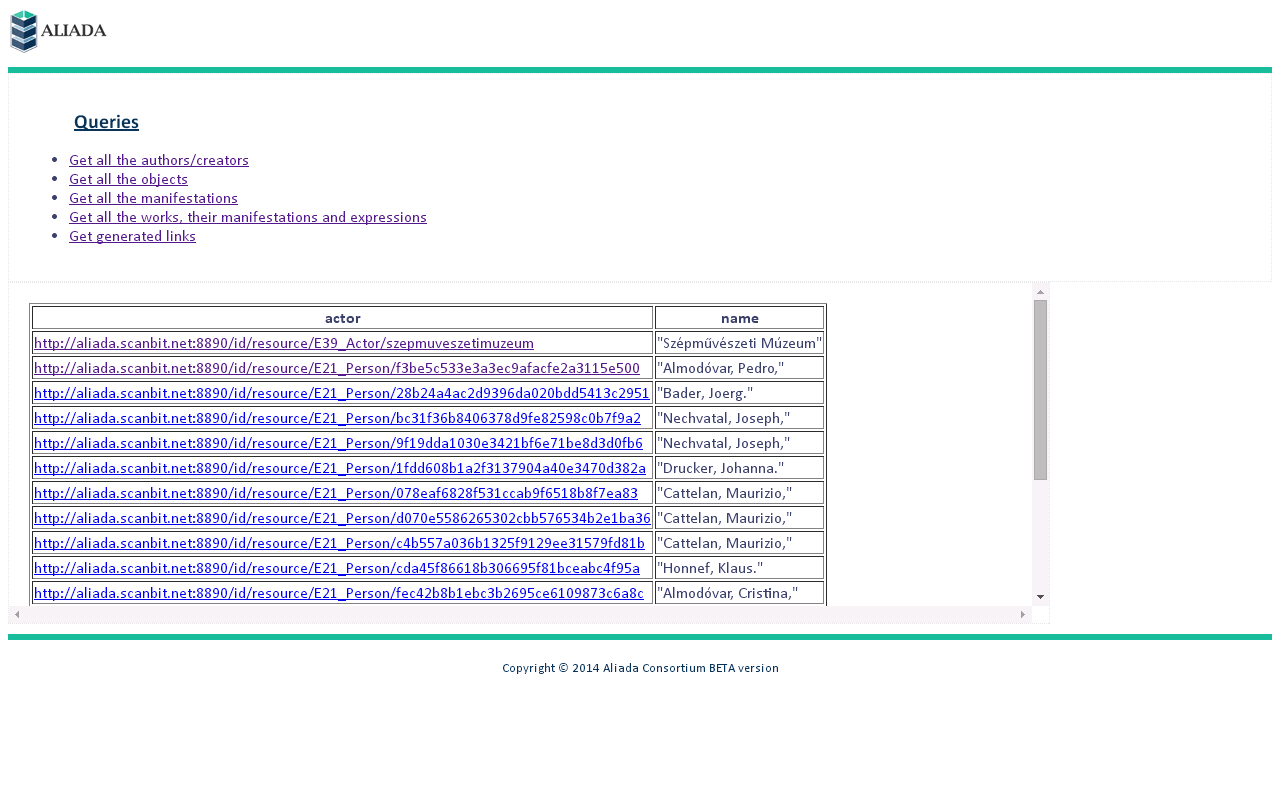 ALIADA
Queries
Get all the authors/creators
Get all the objects
Get all the manifestations
Get all the works, their manifestations and expressions
Get generated links
actor name
http://aliada.scanbit.net:8890/id/resource/E39_Actor/szepmuveszetimuzeum "Szépművészeti Múzeum"
http://aliada.scanbit.net:8890/id/resource/E21_Person/f3be5c533e3a3ec9afacfe2a3115e500 "Almodóvar, Pedro,"
http://aliada.scanbit.net:8890/id/resource/E21_Person/28b24a4ac2d9396da020bdd5413c2951 "Bader, Joerg."
http://aliada.scanbit.net:8890/id/resource/E21_Person/bc31f36b8406378d9fe82598c0b7f9a2 "Nechvatal, Joseph,"
http://aliada.scanbit.net:8890/id/resource/E21_Person/9f19dda1030e3421bf6e71be8d3d0fb6 "Nechvatal, Joseph,"
http://aliada.scanbit.net:8890/id/resource/E21_Person/1fdd608b1a2f3137904a40e3470d382a "Drucker, Johanna."
http://aliada.scanbit.net:8890/id/resource/E21_Person/078eaf6828f531ccab9f6518b8f7ea83 "Cattelan, Maurizio,"
http://aliada.scanbit.net:8890/id/resource/E21_Person/d070e5586265302cbb576534b2e1ba36 "Cattelan, Maurizio,"
http://aliada.scanbit.net:8890/id/resource/E21_Person/c4b557a036b1325f9129ee31579fd81b "Cattelan, Maurizio,"
http://aliada.scanbit.net:8890/id/resource/E21_Person/cda45f86618b306695f81bceabc4f95a "Honnef, Klaus."
http://aliada.scanbit.net:8890/id/resource/E21_Person/fec42b8b1ebc3b2695ce6109873c6a8c "Almodóvar, Cristina,"
Copyright © 2014 Aliada Consortium BETA version